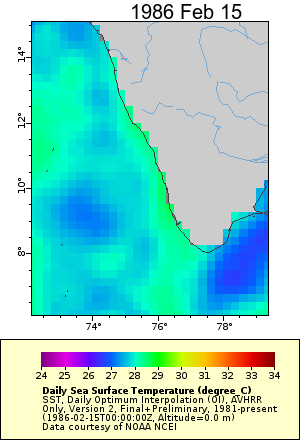 1986 Feb 15
14°
12°
10°
8°
74° 76° 78°
24 25 26 27 28 29 30 31 32 33 34
Daily Sea Surface Temperature (degree_C)
SST, Daily Optimum Interpolation (OI), AVHRR
Only, Version 2, Final+Preliminary, 1981-present
(1986-02-15T00:00:00Z, Altitude=0.0 m)
Data courtesy of NOAA NCEI